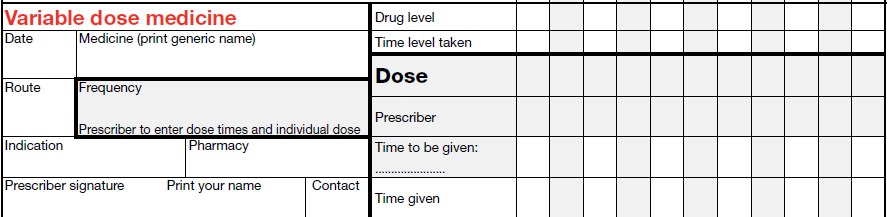 Variable dose medicine
Date Medicine (print generic name)
Route Frequency
Prescriber to enter dose times and individual dose
Indication Pharmacy
Prescriber signature Print your name Contact
Drug level
Time level taken
Dose
Prescriber
Time to be given:
......................
Time given